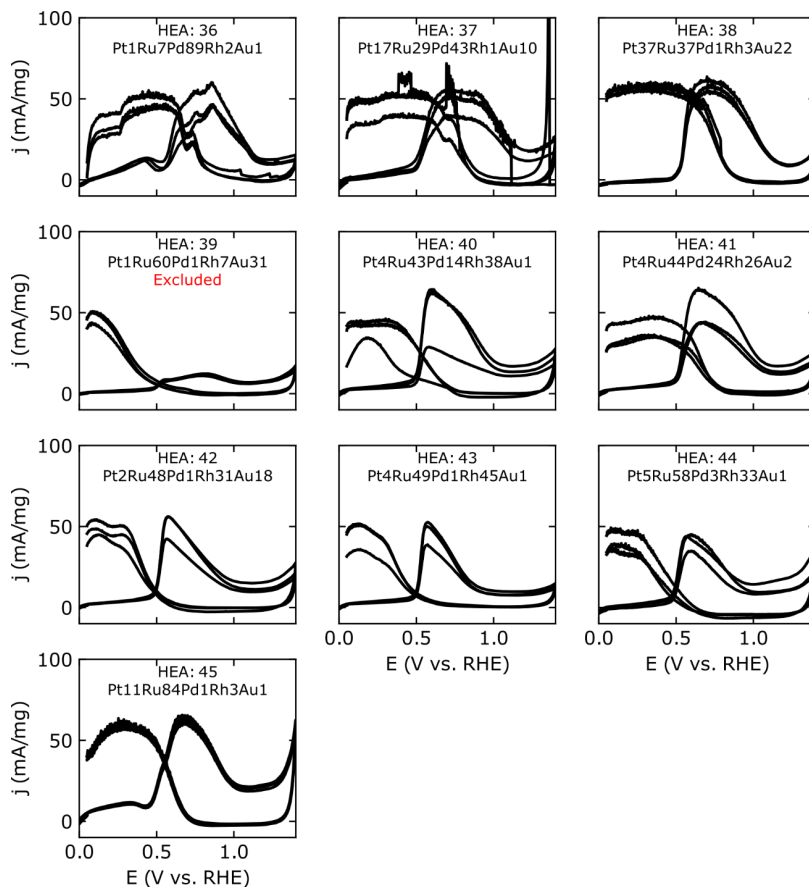 HEA: 36
Pt1Ru7Pd89Rh2Au1
HEA: 37
Pt17Ru29Pd43Rh1Au10
HEA: 38
Pt37Ru37Pd1Rh3Au22
100
50
0
j (mA/mg)
HEA: 39
Pt1Ru60Pd1Rh7Au31
Excluded
HEA: 40
Pt4Ru43Pd14Rh38Au1
HEA: 41
Pt4Ru44Pd24Rh26Au2
100
50
0
j (mA/mg)
HEA: 42
Pt2Ru48Pd1Rh31Au18
HEA: 43
Pt4Ru49Pd1Rh45Au1
HEA: 44
Pt5Ru58Pd3Rh33Au1
100
50
0
j (mA/mg)
0.0 0.5 1.0
E (V vs. RHE)
0.0 0.5 1.0
E (V vs. RHE)
HEA: 45
Pt11Ru84Pd1Rh3Au1
100
50
0
j (mA/mg)
0.0 0.5 1.0
E (V vs. RHE)